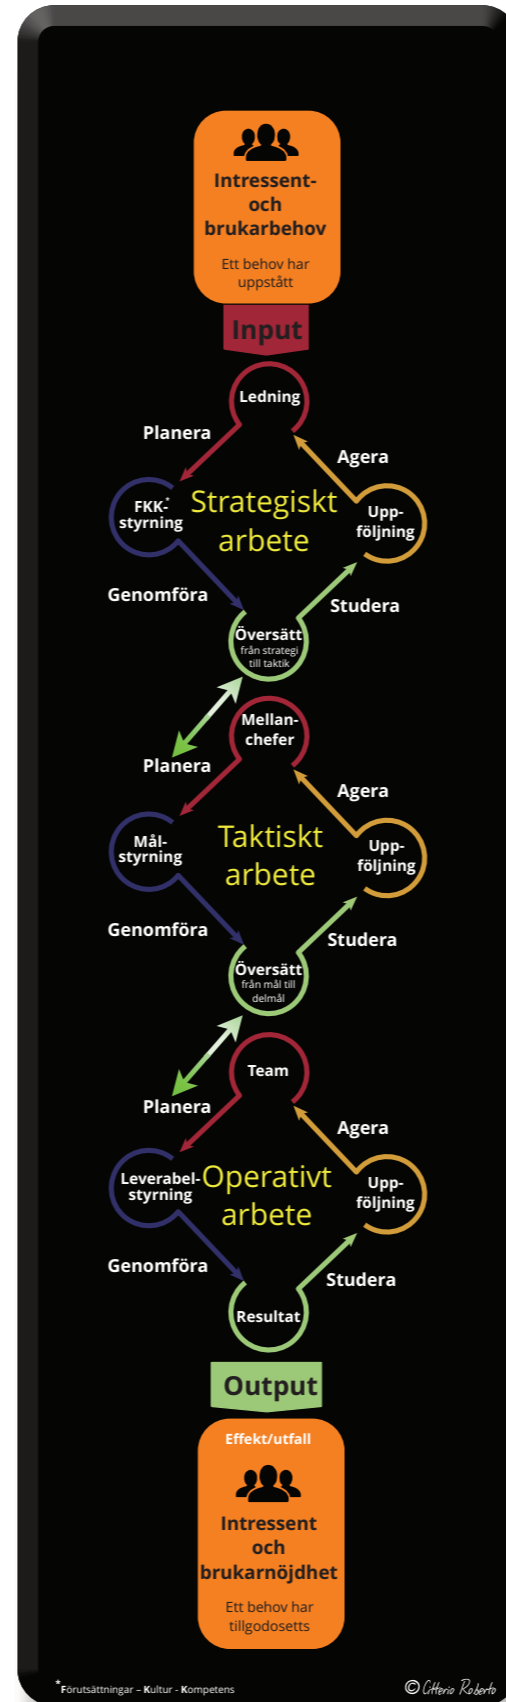 Intressent-
och
brukarbehov
Ett behov har
uppstått
Input
Ledning
Planera
Agera
FKK*-
styrning
Strategiskt
arbete
Upp-
följning
Genomföra
Studera
Översätt
från strategi
till taktik
Mellan-
chefer
Planera
Agera
Mål-
styrning
Taktiskt
arbete
Upp-
följning
Genomföra
Studera
Översätt
från mål till
delmål
Team
Planera
Agera
Leverabel-
styrning
Operativt
arbete
Upp-
följning
Genomföra
Studera
Resultat
Output
Effekt/utfall
Intressent
och
brukarnöjdhet
Ett behov har
tillgodosetts
*Förutsättningar – Kultur - Kompetens
© Citterio Roberto